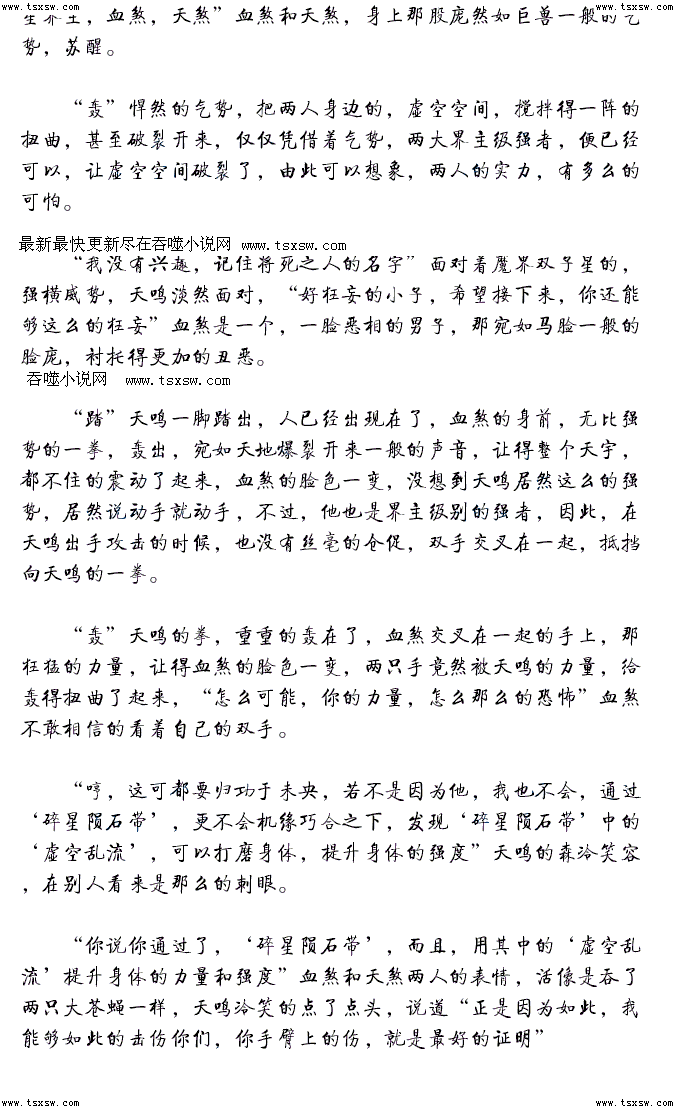 www.tsxsw.com www.tsxsw.com
星界主，血煞，天煞”血煞和天煞，身上那股庞然如巨兽一般的气
势，苏醒。
“轰”悍然的气势，把两人身边的，虚空空间，搅拌得一阵的
扭曲，甚至破裂开来，仅仅凭借着气势，两大界主级强者，便已经
可以，让虚空空间破裂了，由此可以想象，两人的实力，有多么的
可怕。
最新最快更新尽在吞噬小说网 www.tsxsw.com
“我没有兴趣，记住将死之人的名字”面对着魔界双子星的，
强横威势，天鸣淡然面对，“好狂妄的小子，希望接下来，你还能
够这么的狂妄”血煞是一个，一脸恶相的男子，那宛如马脸一般的
脸庞，衬托得更加的丑恶。
吞噬小说网 www.tsxsw.com
“踏”天鸣一脚踏出，人已经出现在了，血煞的身前，无比强
势的一拳，轰出，宛如天地爆裂开来一般的声音，让得整个天宇，
都不住的震动了起来，血煞的脸色一变，没想到天鸣居然这么的强
势，居然说动手就动手，不过，他也是界主级别的强者，因此，在
天鸣出手攻击的时候，也没有丝毫的仓促，双手交叉在一起，抵挡
向天鸣的一拳。
“轰”天鸣的拳，重重的轰在了，血煞交叉在一起的手上，那
狂猛的力量，让得血煞的脸色一变，两只手竟然被天鸣的力量，给
轰得扭曲了起来，“怎么可能，你的力量，怎么那么的恐怖”血煞
不敢相信的看着自己的双手。
“哼，这可都要归功于未央，若不是因为他，我也不会，通过
‘碎星陨石带’，更不会机缘巧合之下，发现‘碎星陨石带’中的
‘虚空乱流’，可以打磨身体，提升身体的强度”天鸣的森冷笑容
，在别人看来是那么的刺眼。
“你说你通过了，‘碎星陨石带’，而且，用其中的‘虚空乱
流’提升身体的力量和强度”血煞和天煞两人的表情，活像是吞了
两只大苍蝇一样，天鸣冷笑的点了点头，说道“正是因为如此，我
能够如此的击伤你们，你手臂上的伤，就是最好的证明”
www.tsxsw.com www.tsxsw.com